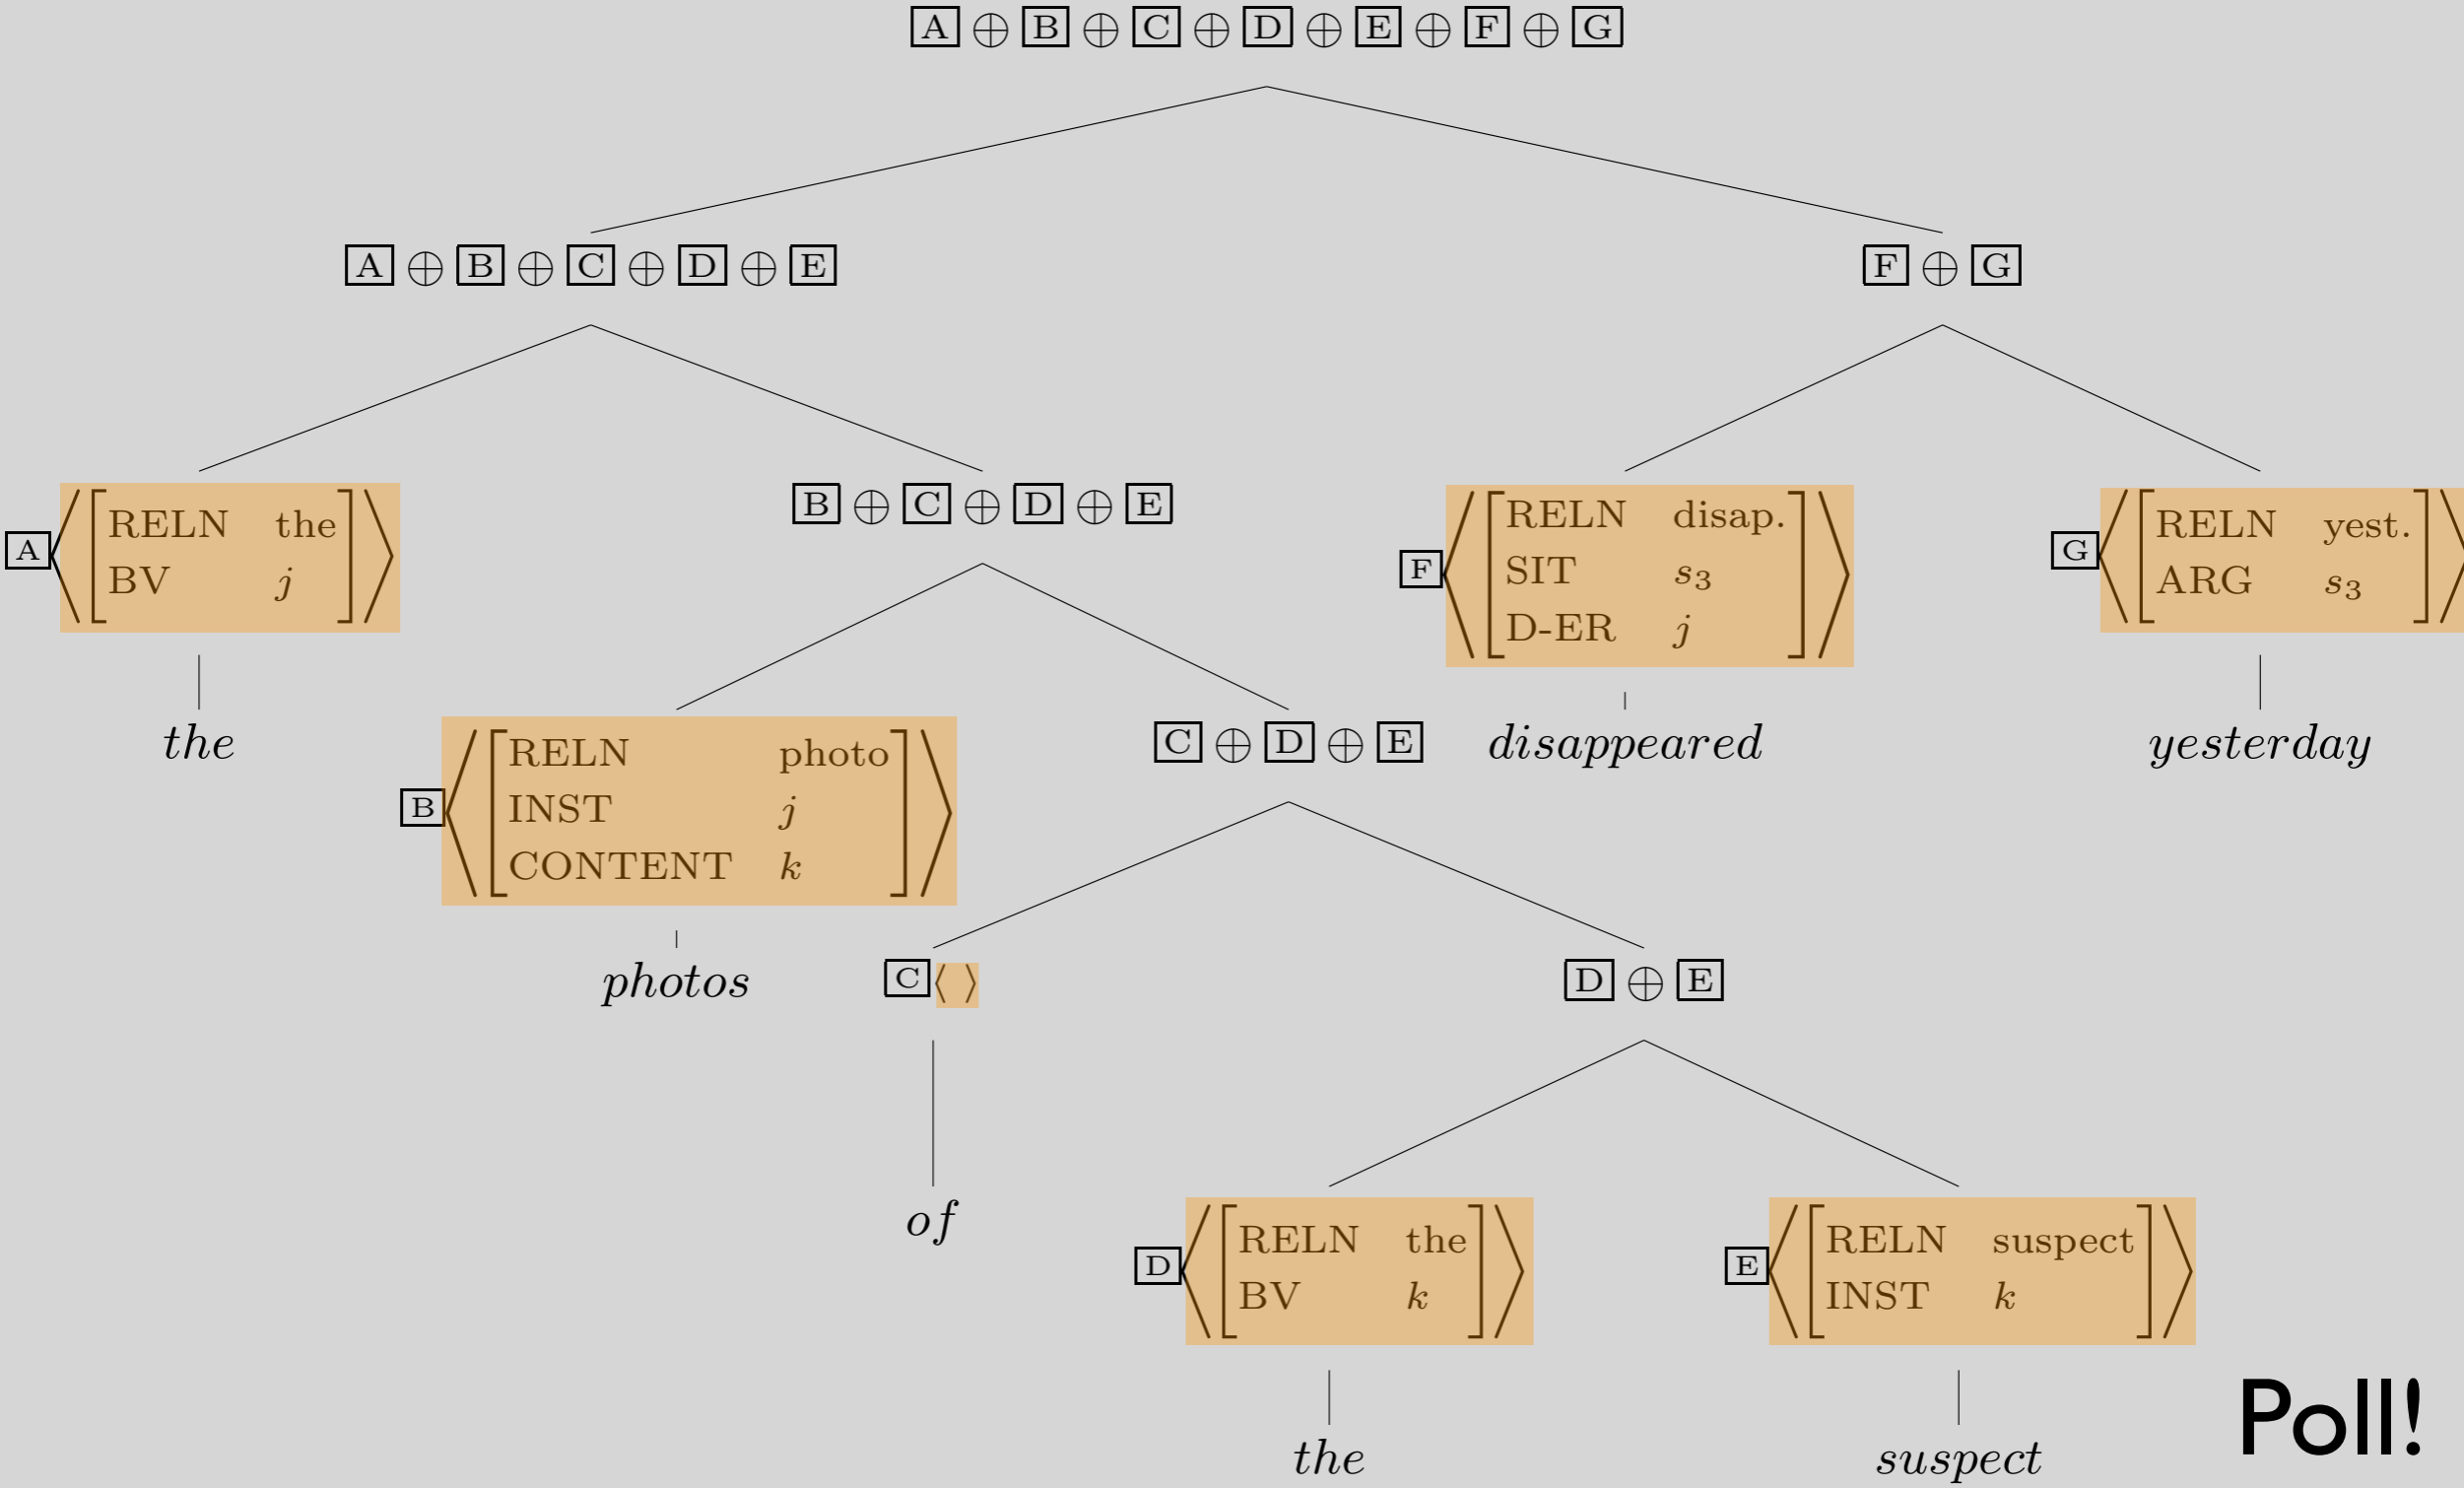 A ⊕ B ⊕ C ⊕ D ⊕ E ⊕ F ⊕ G
A ⊕ B ⊕ C ⊕ D ⊕ E
F ⊕ G
A ⟨[RELN the
BV j]⟩
the
B ⊕ C ⊕ D ⊕ E
F ⟨[RELN disap.
SIT s₃
D-ER j]⟩
disappeared
G ⟨[RELN yest.
ARG s₃]⟩
yesterday
B ⟨[RELN photo
INST j
CONTENT k]⟩
photos
C ⊕ D ⊕ E
C ⟨ ⟩
of
D ⊕ E
D ⟨[RELN the
BV k]⟩
the
E ⟨[RELN suspect
INST k]⟩
suspect
Poll!